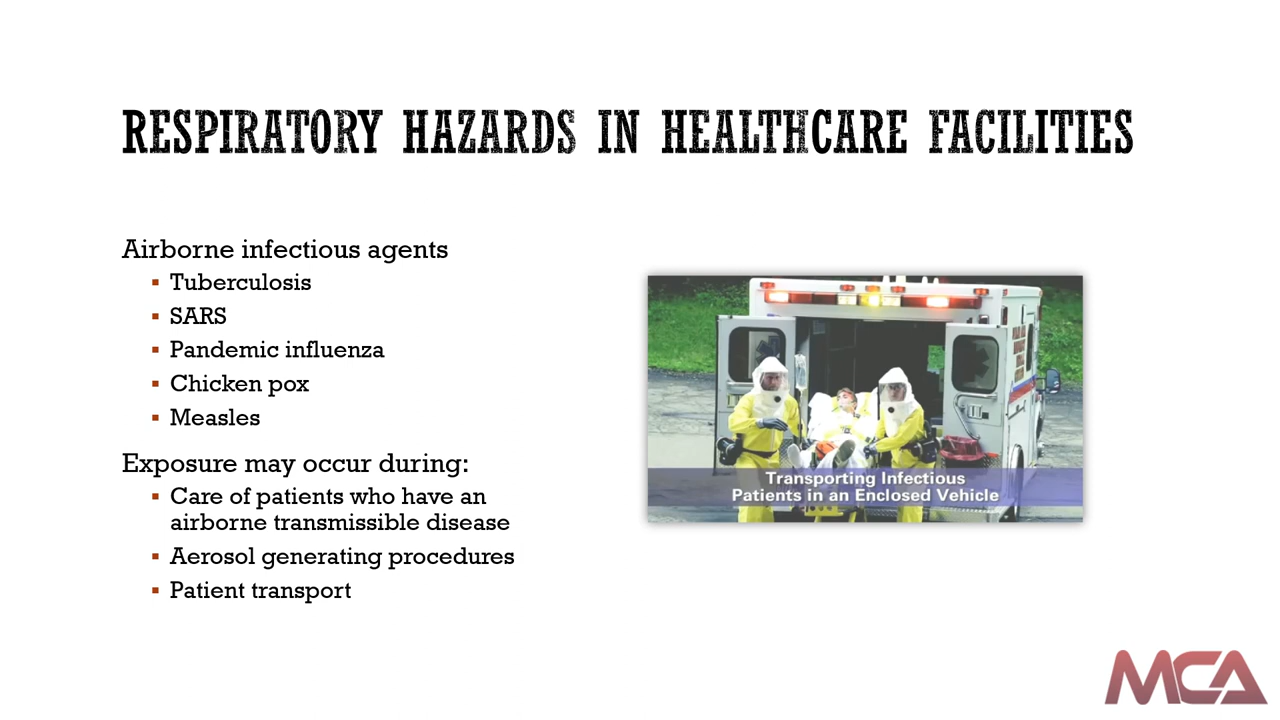 RESPIRATORY HAZARDS IN HEALTHCARE FACILITIES
Airborne infectious agents
▪ Tuberculosis
▪ SARS
▪ Pandemic influenza
▪ Chicken pox
▪ Measles
Exposure may occur during:
▪ Care of patients who have an
airborne transmissible disease
▪ Aerosol generating procedures
▪ Patient transport
Transporting Infectious
Patients in an Enclosed Vehicle
MCA